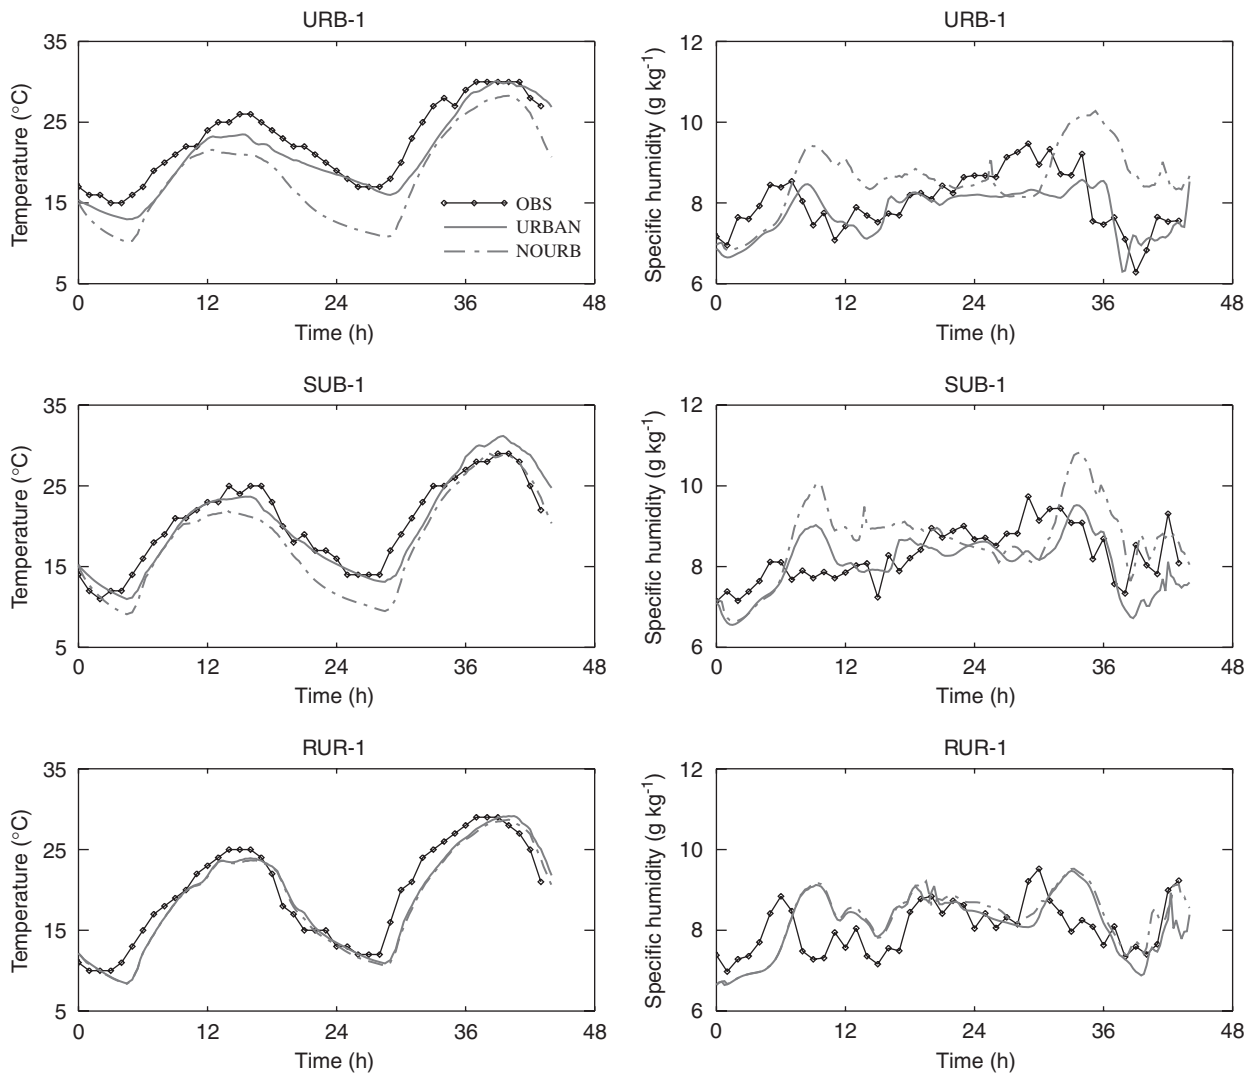 URB-1
35
25
15
5
Temperature (°C)
OBS
URBAN
NOURB
0 12 24 36 48
Time (h)
URB-1
12
10
8
6
Specific humidity (g kg-1)
0 12 24 36 48
Time (h)
SUB-1
35
25
15
5
Temperature (°C)
0 12 24 36 48
Time (h)
SUB-1
12
10
8
6
Specific humidity (g kg-1)
0 12 24 36 48
Time (h)
RUR-1
35
25
15
5
Temperature (°C)
0 12 24 36 48
Time (h)
RUR-1
12
10
8
6
Specific humidity (g kg-1)
0 12 24 36 48
Time (h)